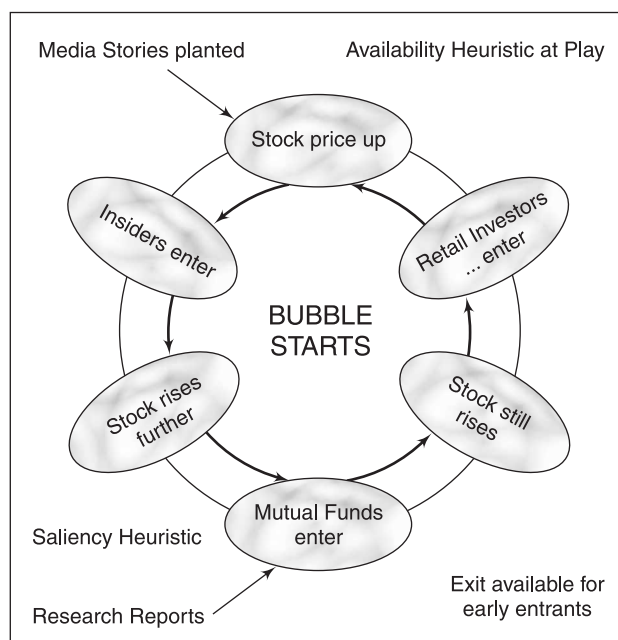 Media Stories planted
Availability Heuristic at Play
Stock price up
Insiders enter
Retail Investors
... enter
BUBBLE
STARTS
Stock rises
further
Stock still
rises
Mutual Funds
enter
Saliency Heuristic
Research Reports
Exit available for
early entrants